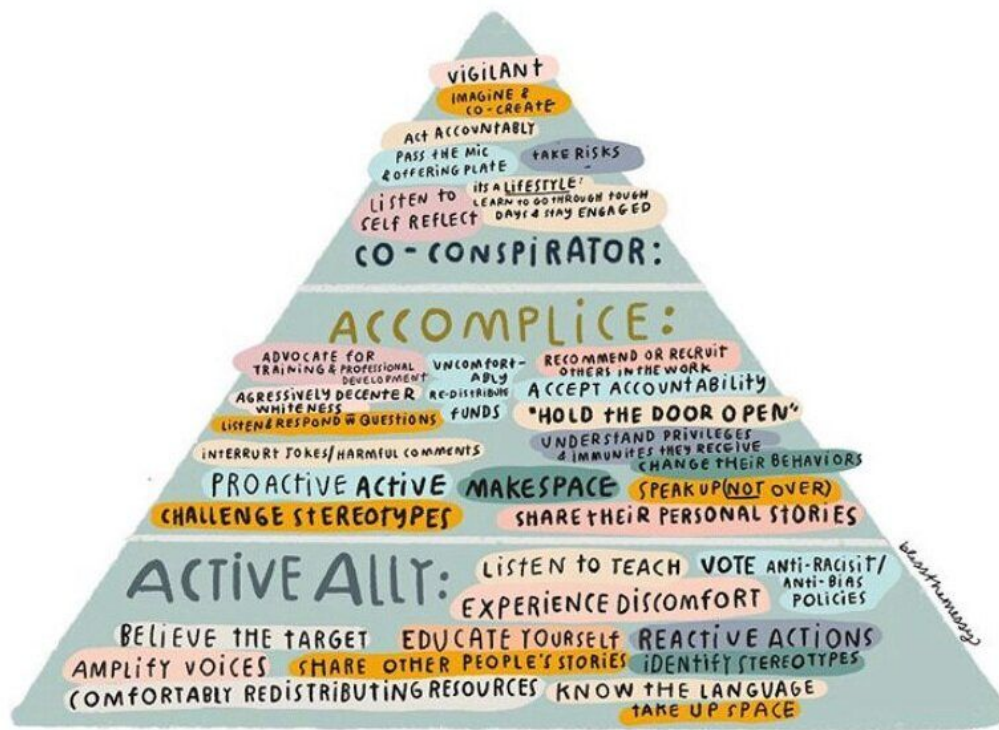 VIGILANT
IMAGINE &
CO-CREATE
ACT ACCOUNTABLY
PASS THE MIC
& OFFERING PLATE
TAKE RISKS
LISTEN TO
SELF REFLECT
ITS A LIFESTYLE:
LEARN TO GO THROUGH TOUGH
DAYS & STAY ENGAGED
CO-CONSPIRATOR:
ACCOMPLICE:
ADVOCATE FOR
TRAINING & PROFESSIONAL
DEVELOPMENT
UNCOMFORT-
ABLY
RE-DISTRIBUTE
FUNDS
RECOMMEND OR RECRUIT
OTHERS IN THE WORK
AGRESSIVELY DECENTER
WHITENESS
ACCEPT ACCOUNTABILITY
LISTEN & RESPOND W QUESTIONS
"HOLD THE DOOR OPEN"
UNDERSTAND PRIVILEGES
& IMMUNITES THEY RECEIVE
INTERRURT JOKES/HARMFUL COMMENTS
CHANGE THEIR BEHAVIORS
PROACTIVE ACTIVE
MAKESPACE
SPEAK UP (NOT OVER)
CHALLENGE STEREOTYPES
SHARE THEIR PERSONAL STORIES
ACTIVE ALLY:
LISTEN TO TEACH
VOTE ANTI-RACISIT/
ANTI-BIAS
POLICIES
EXPERIENCE DISCOMFORT
BELIEVE THE TARGET
EDUCATE YOURSELF
REACTIVE ACTIONS
AMPLIFY VOICES
SHARE OTHER PEOPLE'S STORIES
IDENTIFY STEREOTYPES
COMFORTABLY REDISTRIBUTING RESOURCES
KNOW THE LANGUAGE
TAKE UP SPACE
blessthemessy